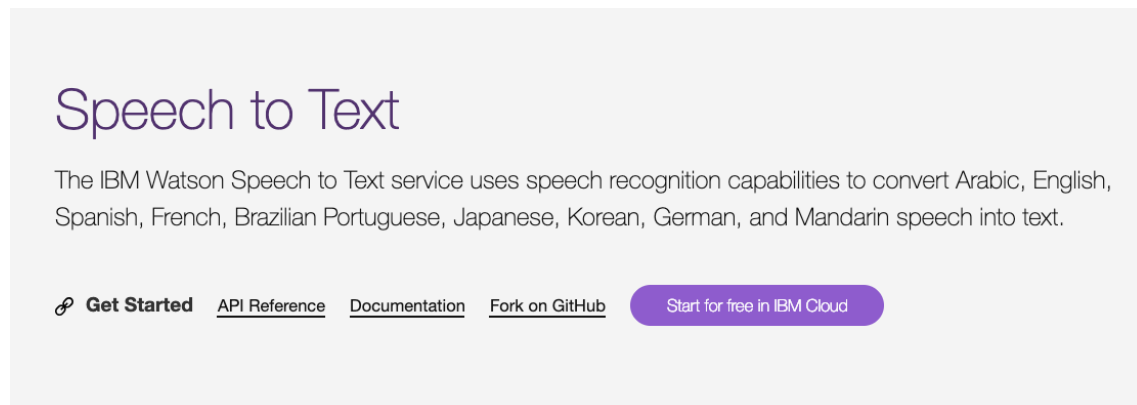 Speech to Text
The IBM Watson Speech to Text service uses speech recognition capabilities to convert Arabic, English,
Spanish, French, Brazilian Portuguese, Japanese, Korean, German, and Mandarin speech into text.
Get Started API Reference Documentation Fork on GitHub Start for free in IBM Cloud